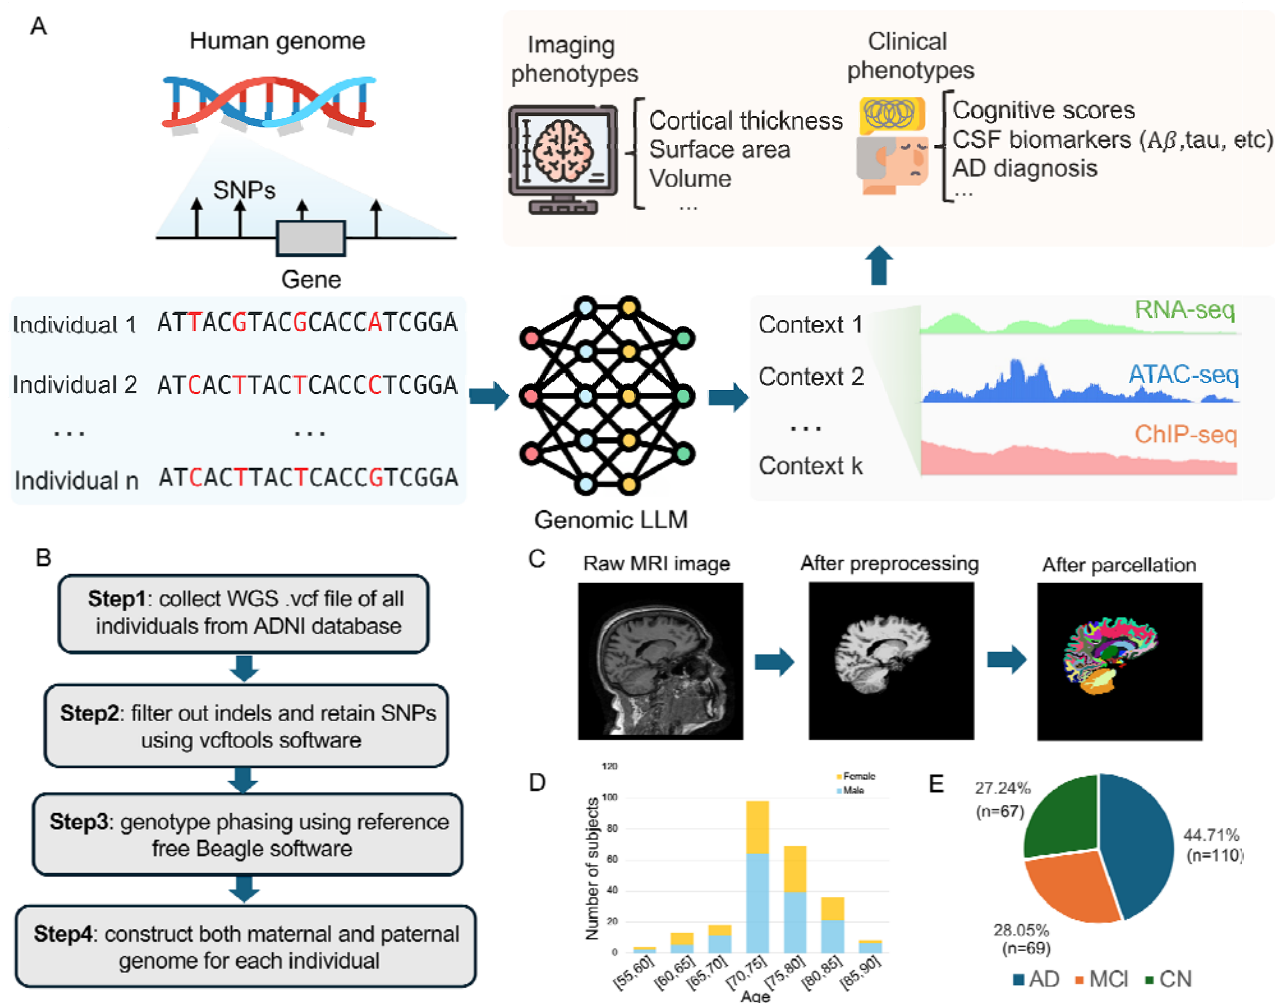 A
Human genome
SNPs
Gene
Imaging
phenotypes
Cortical thickness
Surface area
Volume
...
Clinical
phenotypes
Cognitive scores
CSF biomarkers (Aβ,tau, etc)
AD diagnosis
...
Individual 1 ATTACGTACGCACCATCGGA
Individual 2 ATCACTTACTCACCCTCGGA
... ...
Individual n ATCACTTACTCACCGTCGGA
Genomic LLM
Context 1
Context 2
...
Context k
RNA-seq
ATAC-seq
ChIP-seq
B
Step1: collect WGS .vcf file of all
individuals from ADNI database
Step2: filter out indels and retain SNPs
using vcftools software
Step3: genotype phasing using reference
free Beagle software
Step4: construct both maternal and paternal
genome for each individual
C
Raw MRI image
After preprocessing
After parcellation
D
Number of subjects
120
100
80
60
40
20
0
Female
Male
[55,60] [60,65] [65,70] [70,75] [75,80] [80,85] [85,90]
Age
E
27.24%
(n=67)
44.71%
(n=110)
28.05%
(n=69)
AD MCI CN